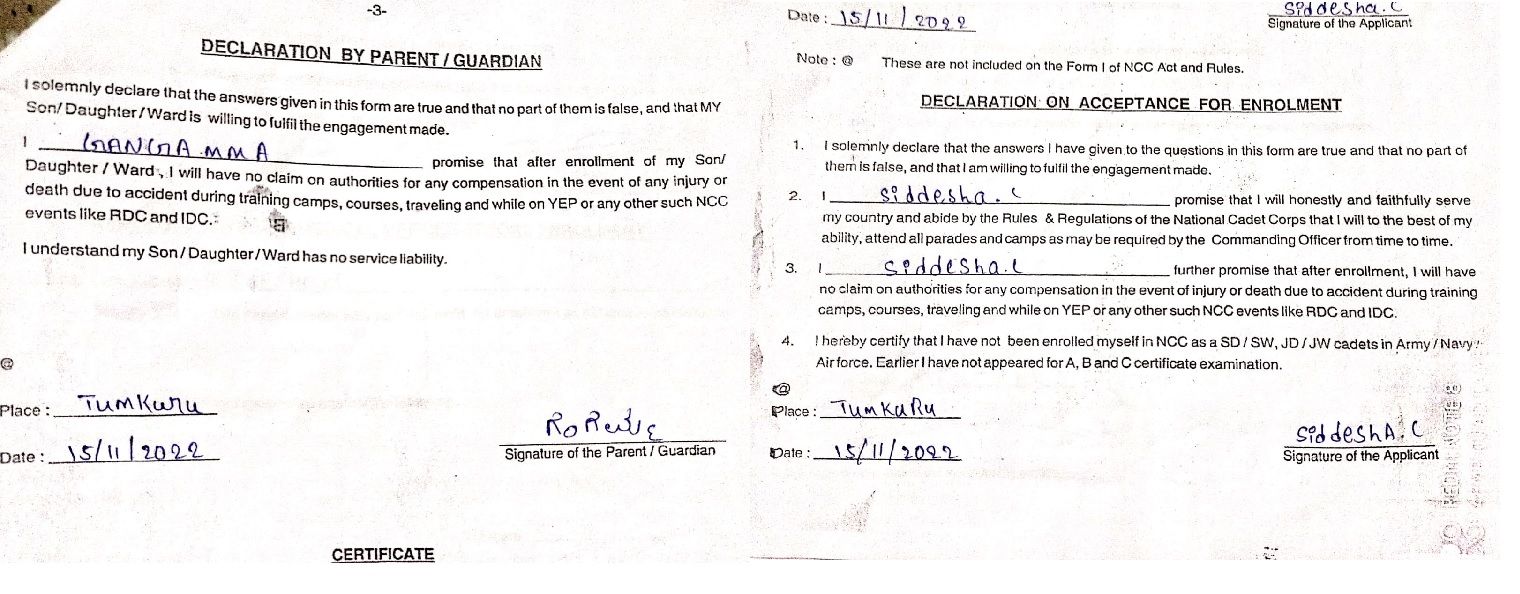 -3-
DECLARATION BY PARENT / GUARDIAN
I solemnly declare that the answers given in this form are true and that no part of them is false, and that MY
Son/ Daughter / Ward is willing to fulfil the engagement made.
I GANGA.MMA promise that after enrollment of my Son/
Daughter / Ward, I will have no claim on authorities for any compensation in the event of any injury or
death due to accident during training camps, courses, traveling and while on YEP or any other such NCC
events like RDC and IDC.
I understand my Son / Daughter / Ward has no service liability.
@
Place : TumKuru
Date : 15/11/2022
Signature of the Parent / Guardian
CERTIFICATE
Date : 15/11/2022
Siddesha.C
Signature of the Applicant
Note : @ These are not included on the Form I of NCC Act and Rules.
DECLARATION ON ACCEPTANCE FOR ENROLMENT
1. I solemnly declare that the answers I have given to the questions in this form are true and that no part of
them is false, and that I am willing to fulfil the engagement made.
2. I Siddesha.C promise that I will honestly and faithfully serve
my country and abide by the Rules & Regulations of the National Cadet Corps that I will to the best of my
ability, attend all parades and camps as may be required by the Commanding Officer from time to time.
3. I Siddesha.C further promise that after enrollment, I will have
no claim on authorities for any compensation in the event of injury or death due to accident during training
camps, courses, traveling and while on YEP or any other such NCC events like RDC and IDC.
4. I hereby certify that I have not been enrolled myself in NCC as a SD / SW, JD / JW cadets in Army / Navy /
Air force. Earlier I have not appeared for A, B and C certificate examination.
@
Place : TumKuRu
Date : 15/11/2022
SiddeshA.C
Signature of the Applicant